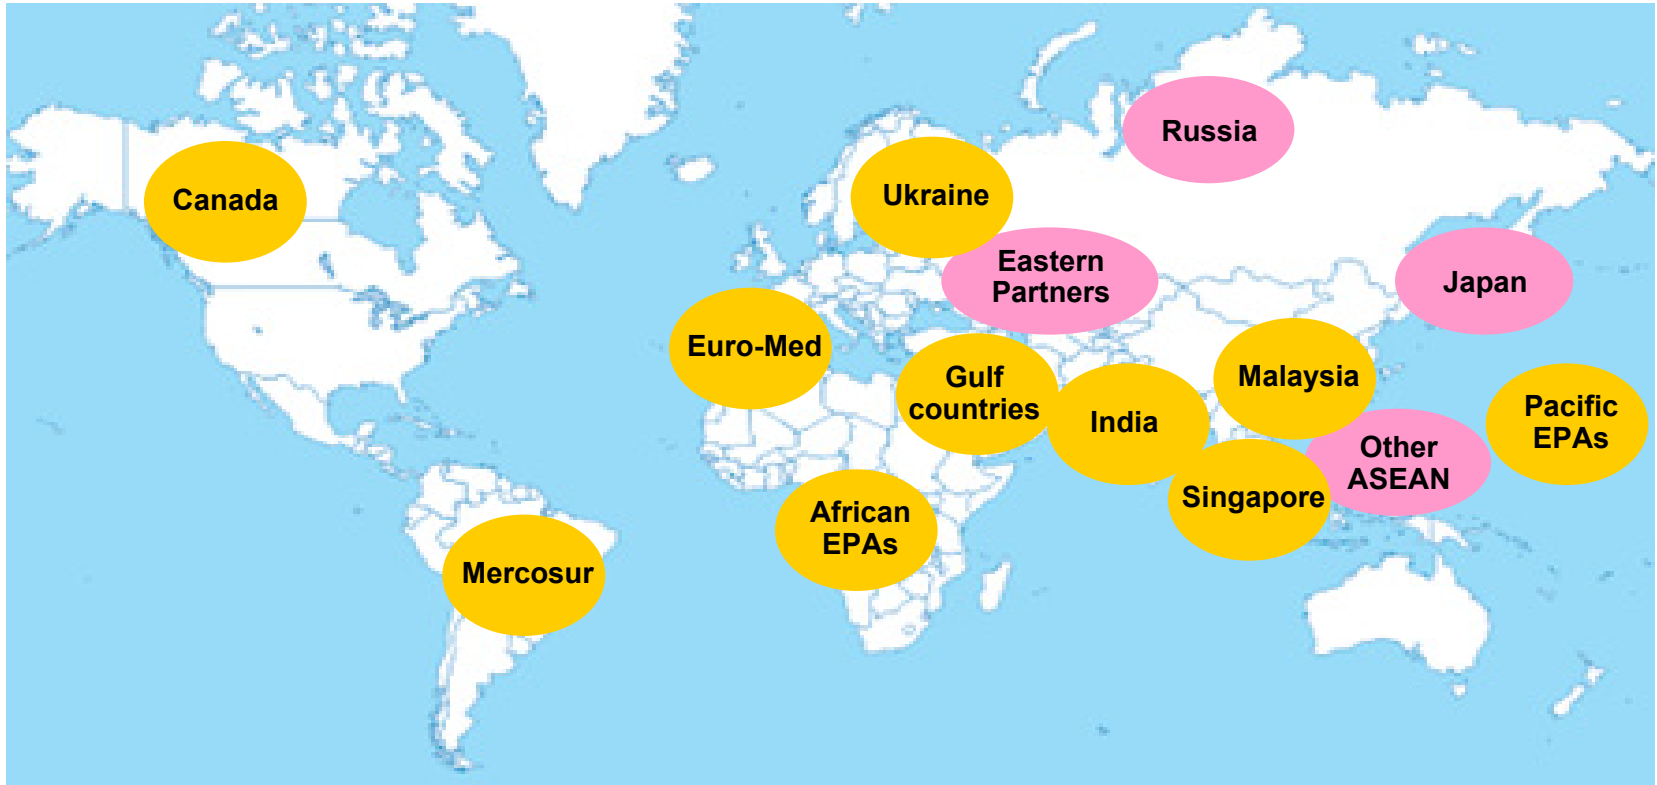 Russia
Canada
Ukraine
Eastern
Partners
Japan
Euro-Med
Gulf
countries
India
Malaysia
Pacific
EPAs
Other
ASEAN
Singapore
African
EPAs
Mercosur